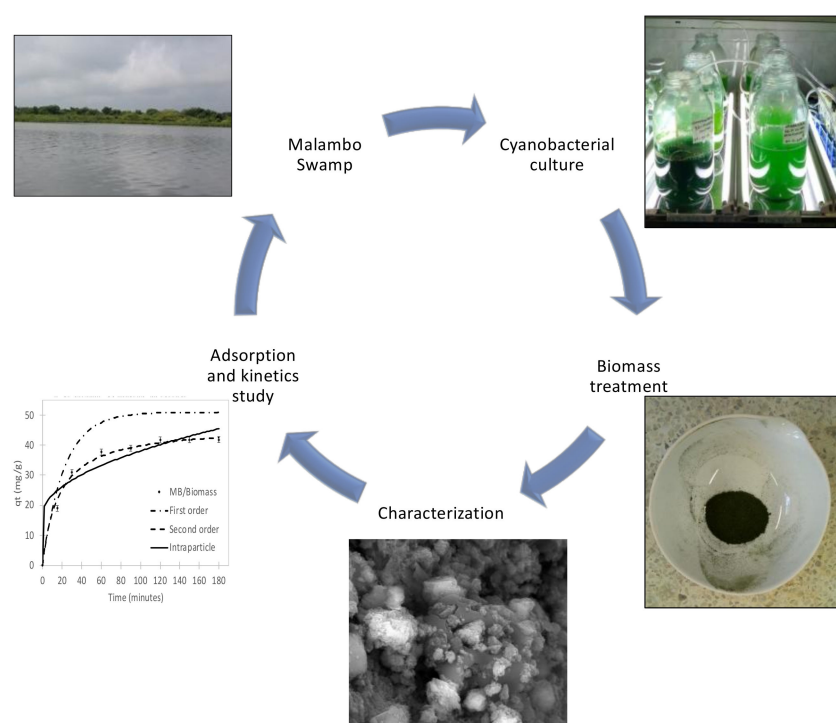 Malambo
Swamp
Cyanobacterial
culture
Biomass
treatment
Characterization
Adsorption
and kinetics
study
qt (mg/g)
50
40
30
20
10
0
MB/Biomass
First order
Second order
Intraparticle
0 20 40 60 80 100 120 140 160 180
Time (minutes)